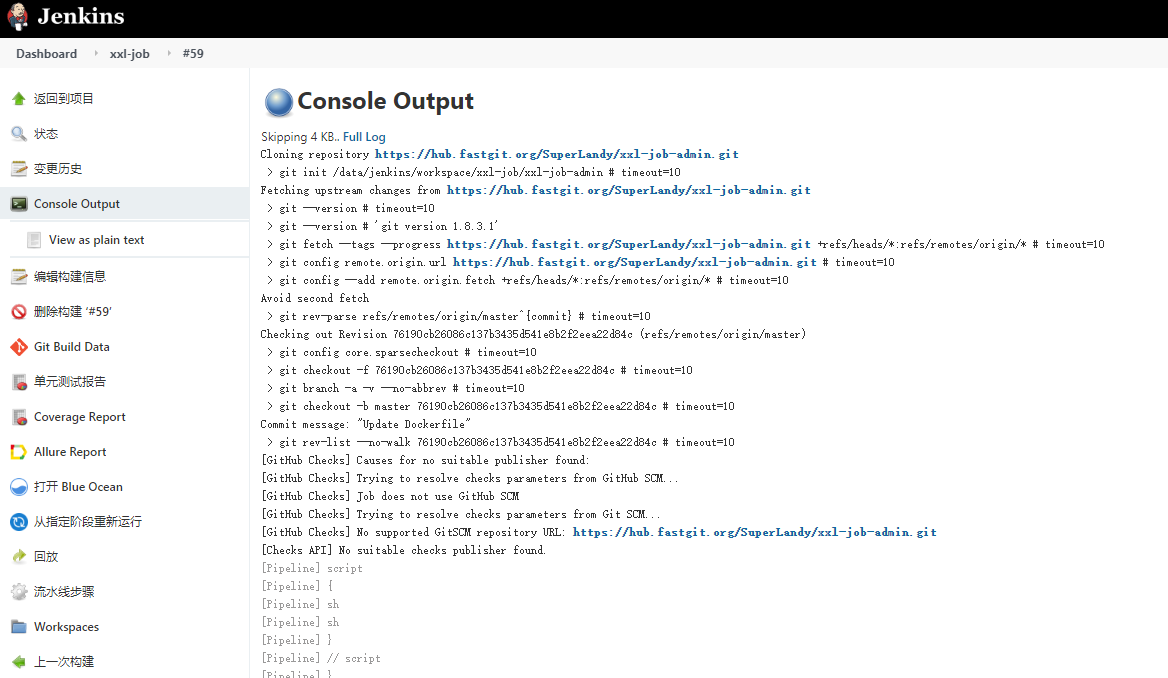 Jenkins
Dashboard
xxl-job
#59
返回到项目
状态
变更历史
Console Output
View as plain text
编辑构建信息
删除构建 ‘#59’
Git Build Data
单元测试报告
Coverage Report
Allure Report
打开 Blue Ocean
从指定阶段重新运行
回放
流水线步骤
Workspaces
上一次构建
Console Output
Skipping 4 KB.. Full Log
Cloning repository https://hub.fastgit.org/SuperLandy/xxl-job-admin.git
> git init /data/jenkins/workspace/xxl-job/xxl-job-admin # timeout=10
Fetching upstream changes from https://hub.fastgit.org/SuperLandy/xxl-job-admin.git
> git --version # timeout=10
> git --version # 'git version 1.8.3.1'
> git fetch --tags --progress https://hub.fastgit.org/SuperLandy/xxl-job-admin.git +refs/heads/*:refs/remotes/origin/* # timeout=10
> git config remote.origin.url https://hub.fastgit.org/SuperLandy/xxl-job-admin.git # timeout=10
> git config --add remote.origin.fetch +refs/heads/*:refs/remotes/origin/* # timeout=10
Avoid second fetch
> git rev-parse refs/remotes/origin/master^{commit} # timeout=10
Checking out Revision 76190cb26086c137b3435d541e8b2f2eea22d84c (refs/remotes/origin/master)
> git config core.sparsecheckout # timeout=10
> git checkout -f 76190cb26086c137b3435d541e8b2f2eea22d84c # timeout=10
> git branch -a -v --no-abbrev # timeout=10
> git checkout -b master 76190cb26086c137b3435d541e8b2f2eea22d84c # timeout=10
Commit message: "Update Dockerfile"
> git rev-list --no-walk 76190cb26086c137b3435d541e8b2f2eea22d84c # timeout=10
[GitHub Checks] Causes for no suitable publisher found:
[GitHub Checks] Trying to resolve checks parameters from GitHub SCM...
[GitHub Checks] Job does not use GitHub SCM
[GitHub Checks] Trying to resolve checks parameters from Git SCM...
[GitHub Checks] No supported GitSCM repository URL: https://hub.fastgit.org/SuperLandy/xxl-job-admin.git
[Checks API] No suitable checks publisher found.
[Pipeline] script
[Pipeline] {
[Pipeline] sh
[Pipeline] sh
[Pipeline] }
[Pipeline] // script
[Pipeline] }